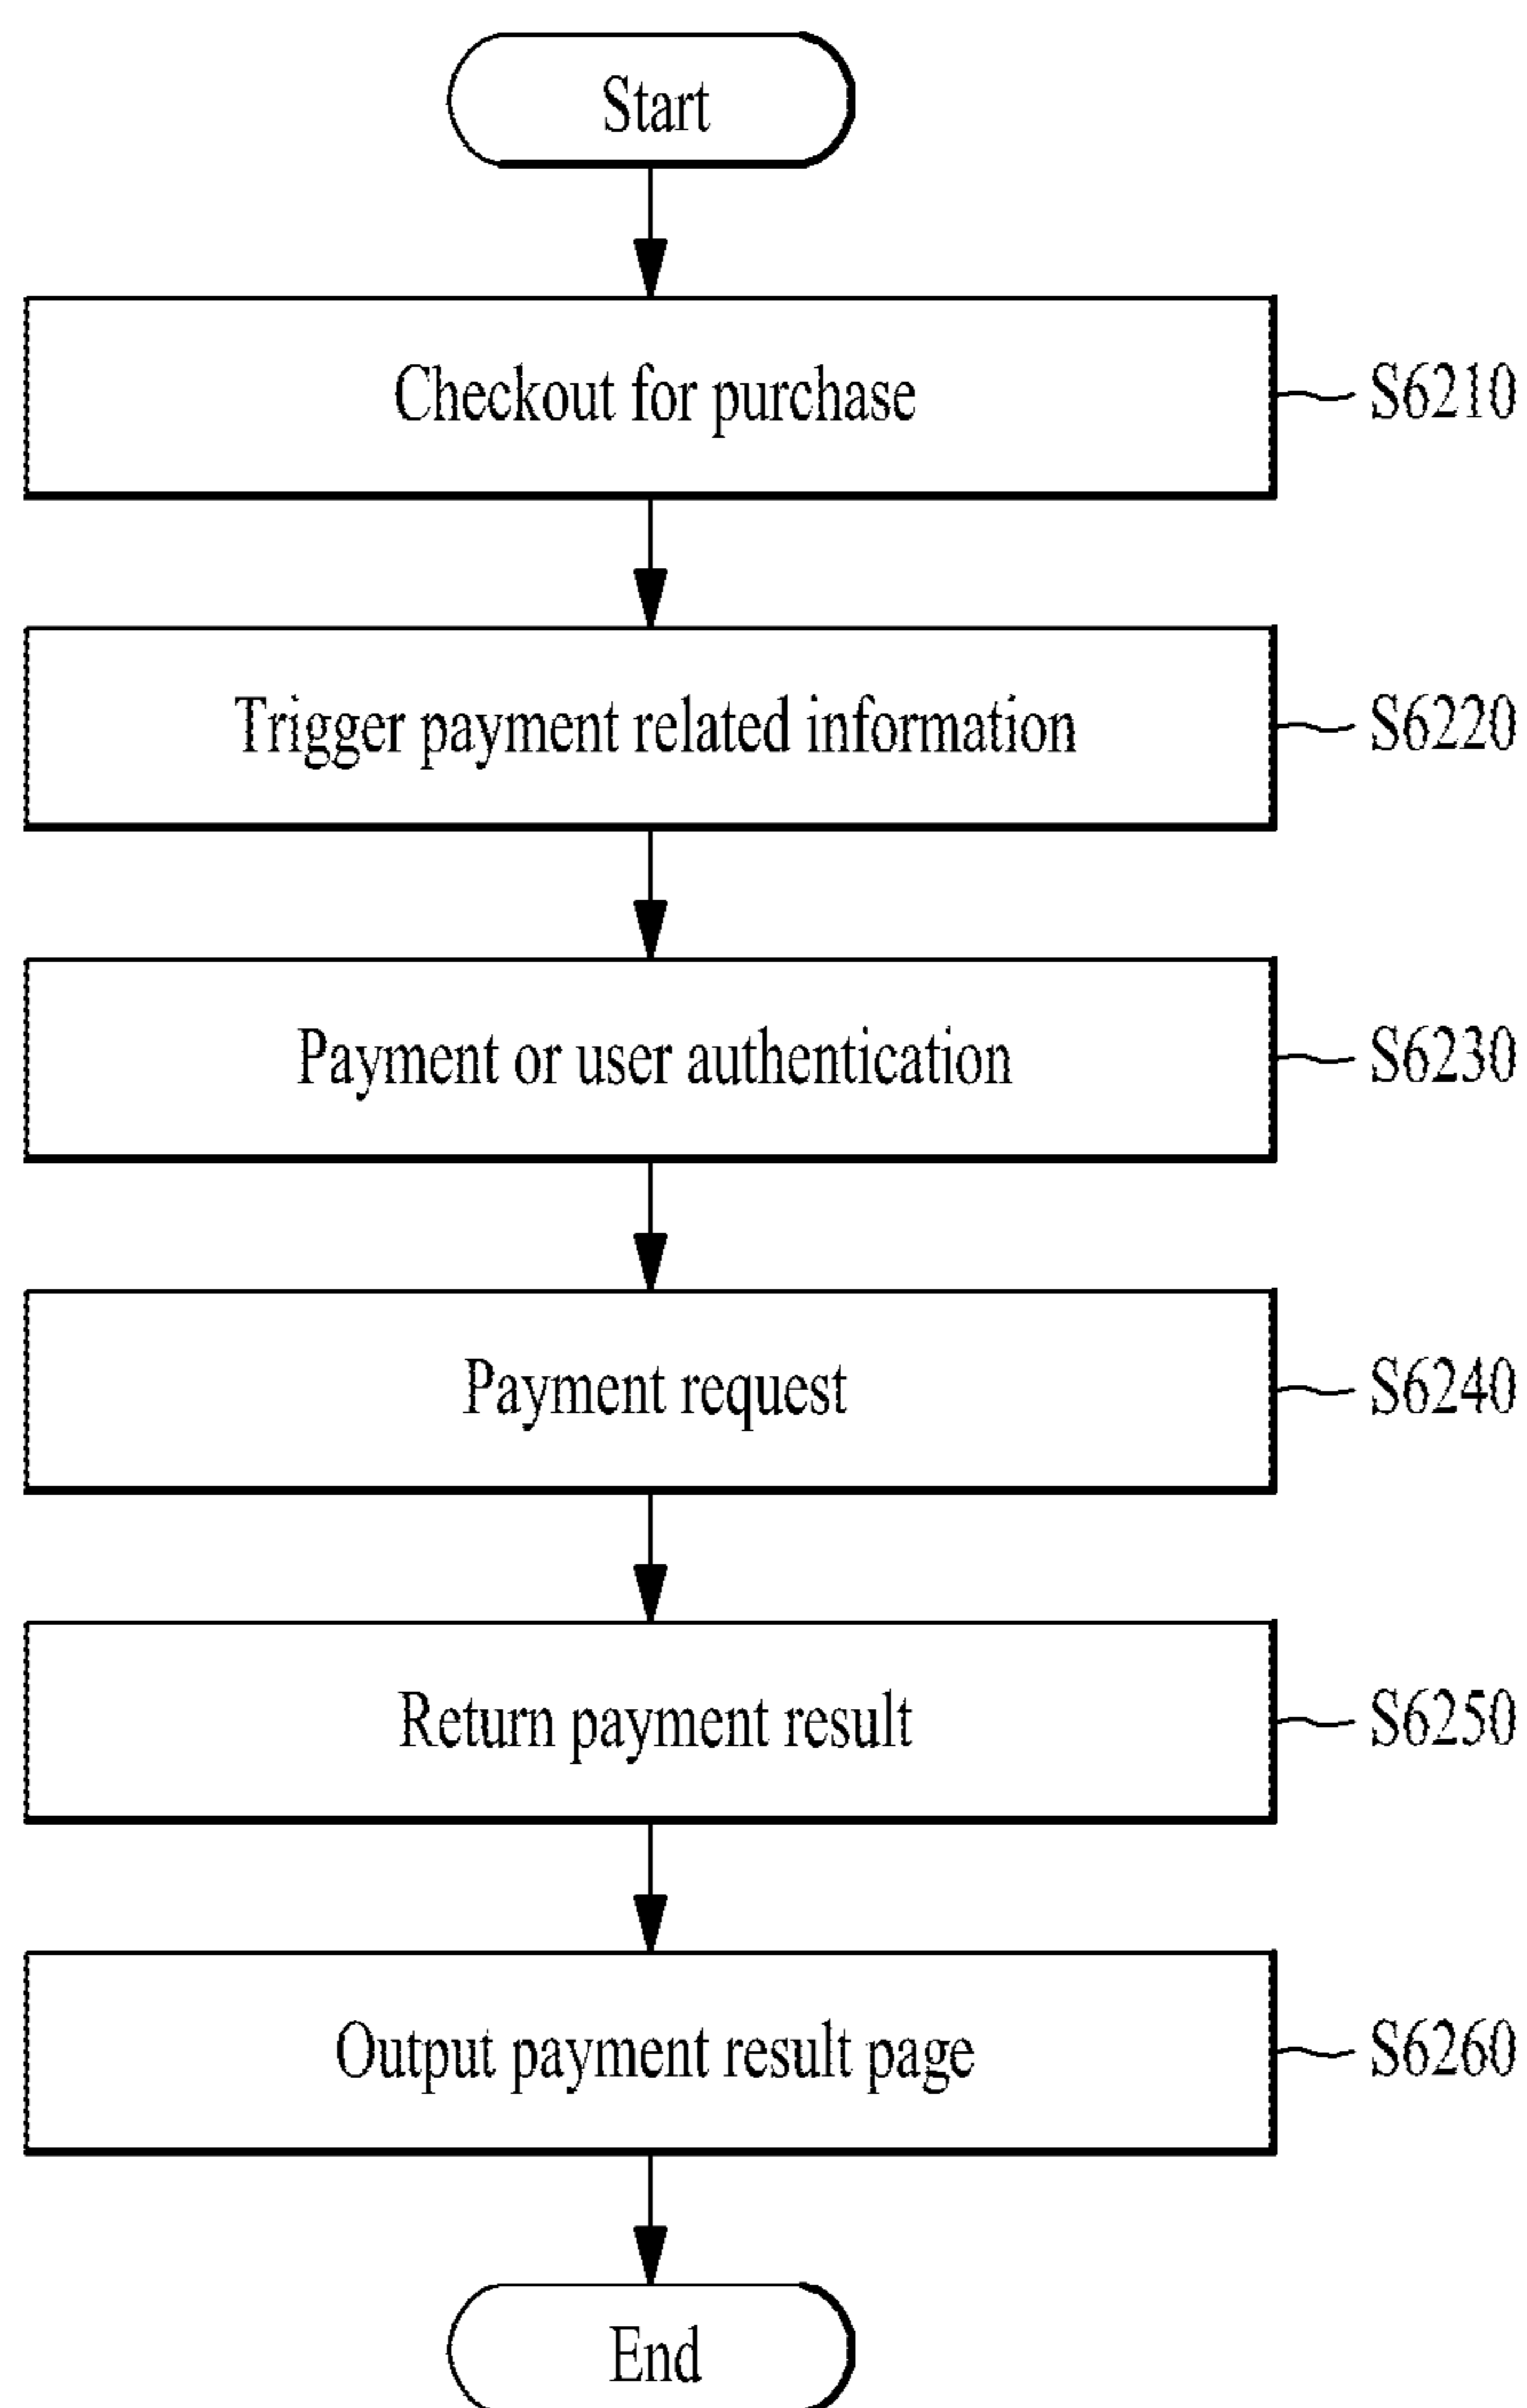 Start
Checkout for purchase
S6210
Trigger payment related information
S6220
Payment or user authentication
S6230
Payment request
S6240
Return payment result
S6250
Output payment result page
S6260
End